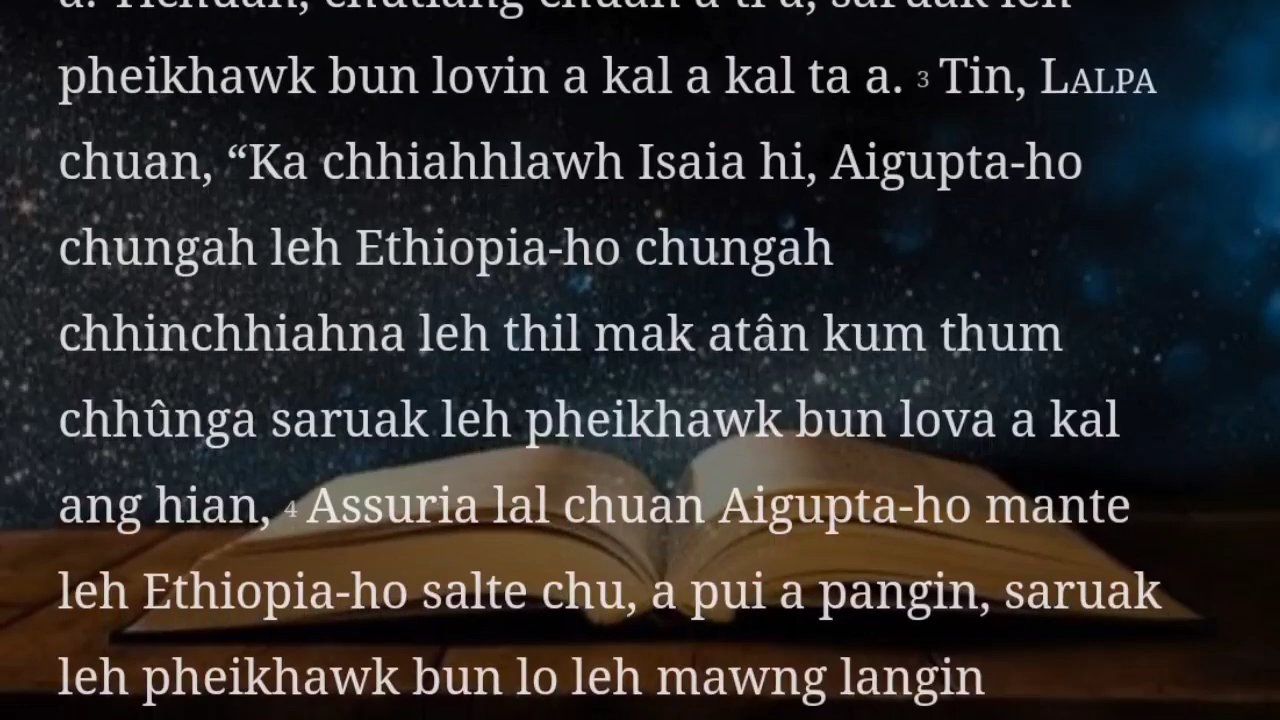 pheikhawk bun lovin a kal a kal ta a. 3 Tin, LALPA
chuan, “Ka chhiahhlawh Isaia hi, Aigupta-ho
chungah leh Ethiopia-ho chungah
chhinchhiahna leh thil mak atân kum thum
chhûnga saruak leh pheikhawk bun lova a kal
ang hian, 4 Assuria lal chuan Aigupta-ho mante
leh Ethiopia-ho salte chu, a pui a pangin, saruak
leh pheikhawk bun lo leh mawng langin